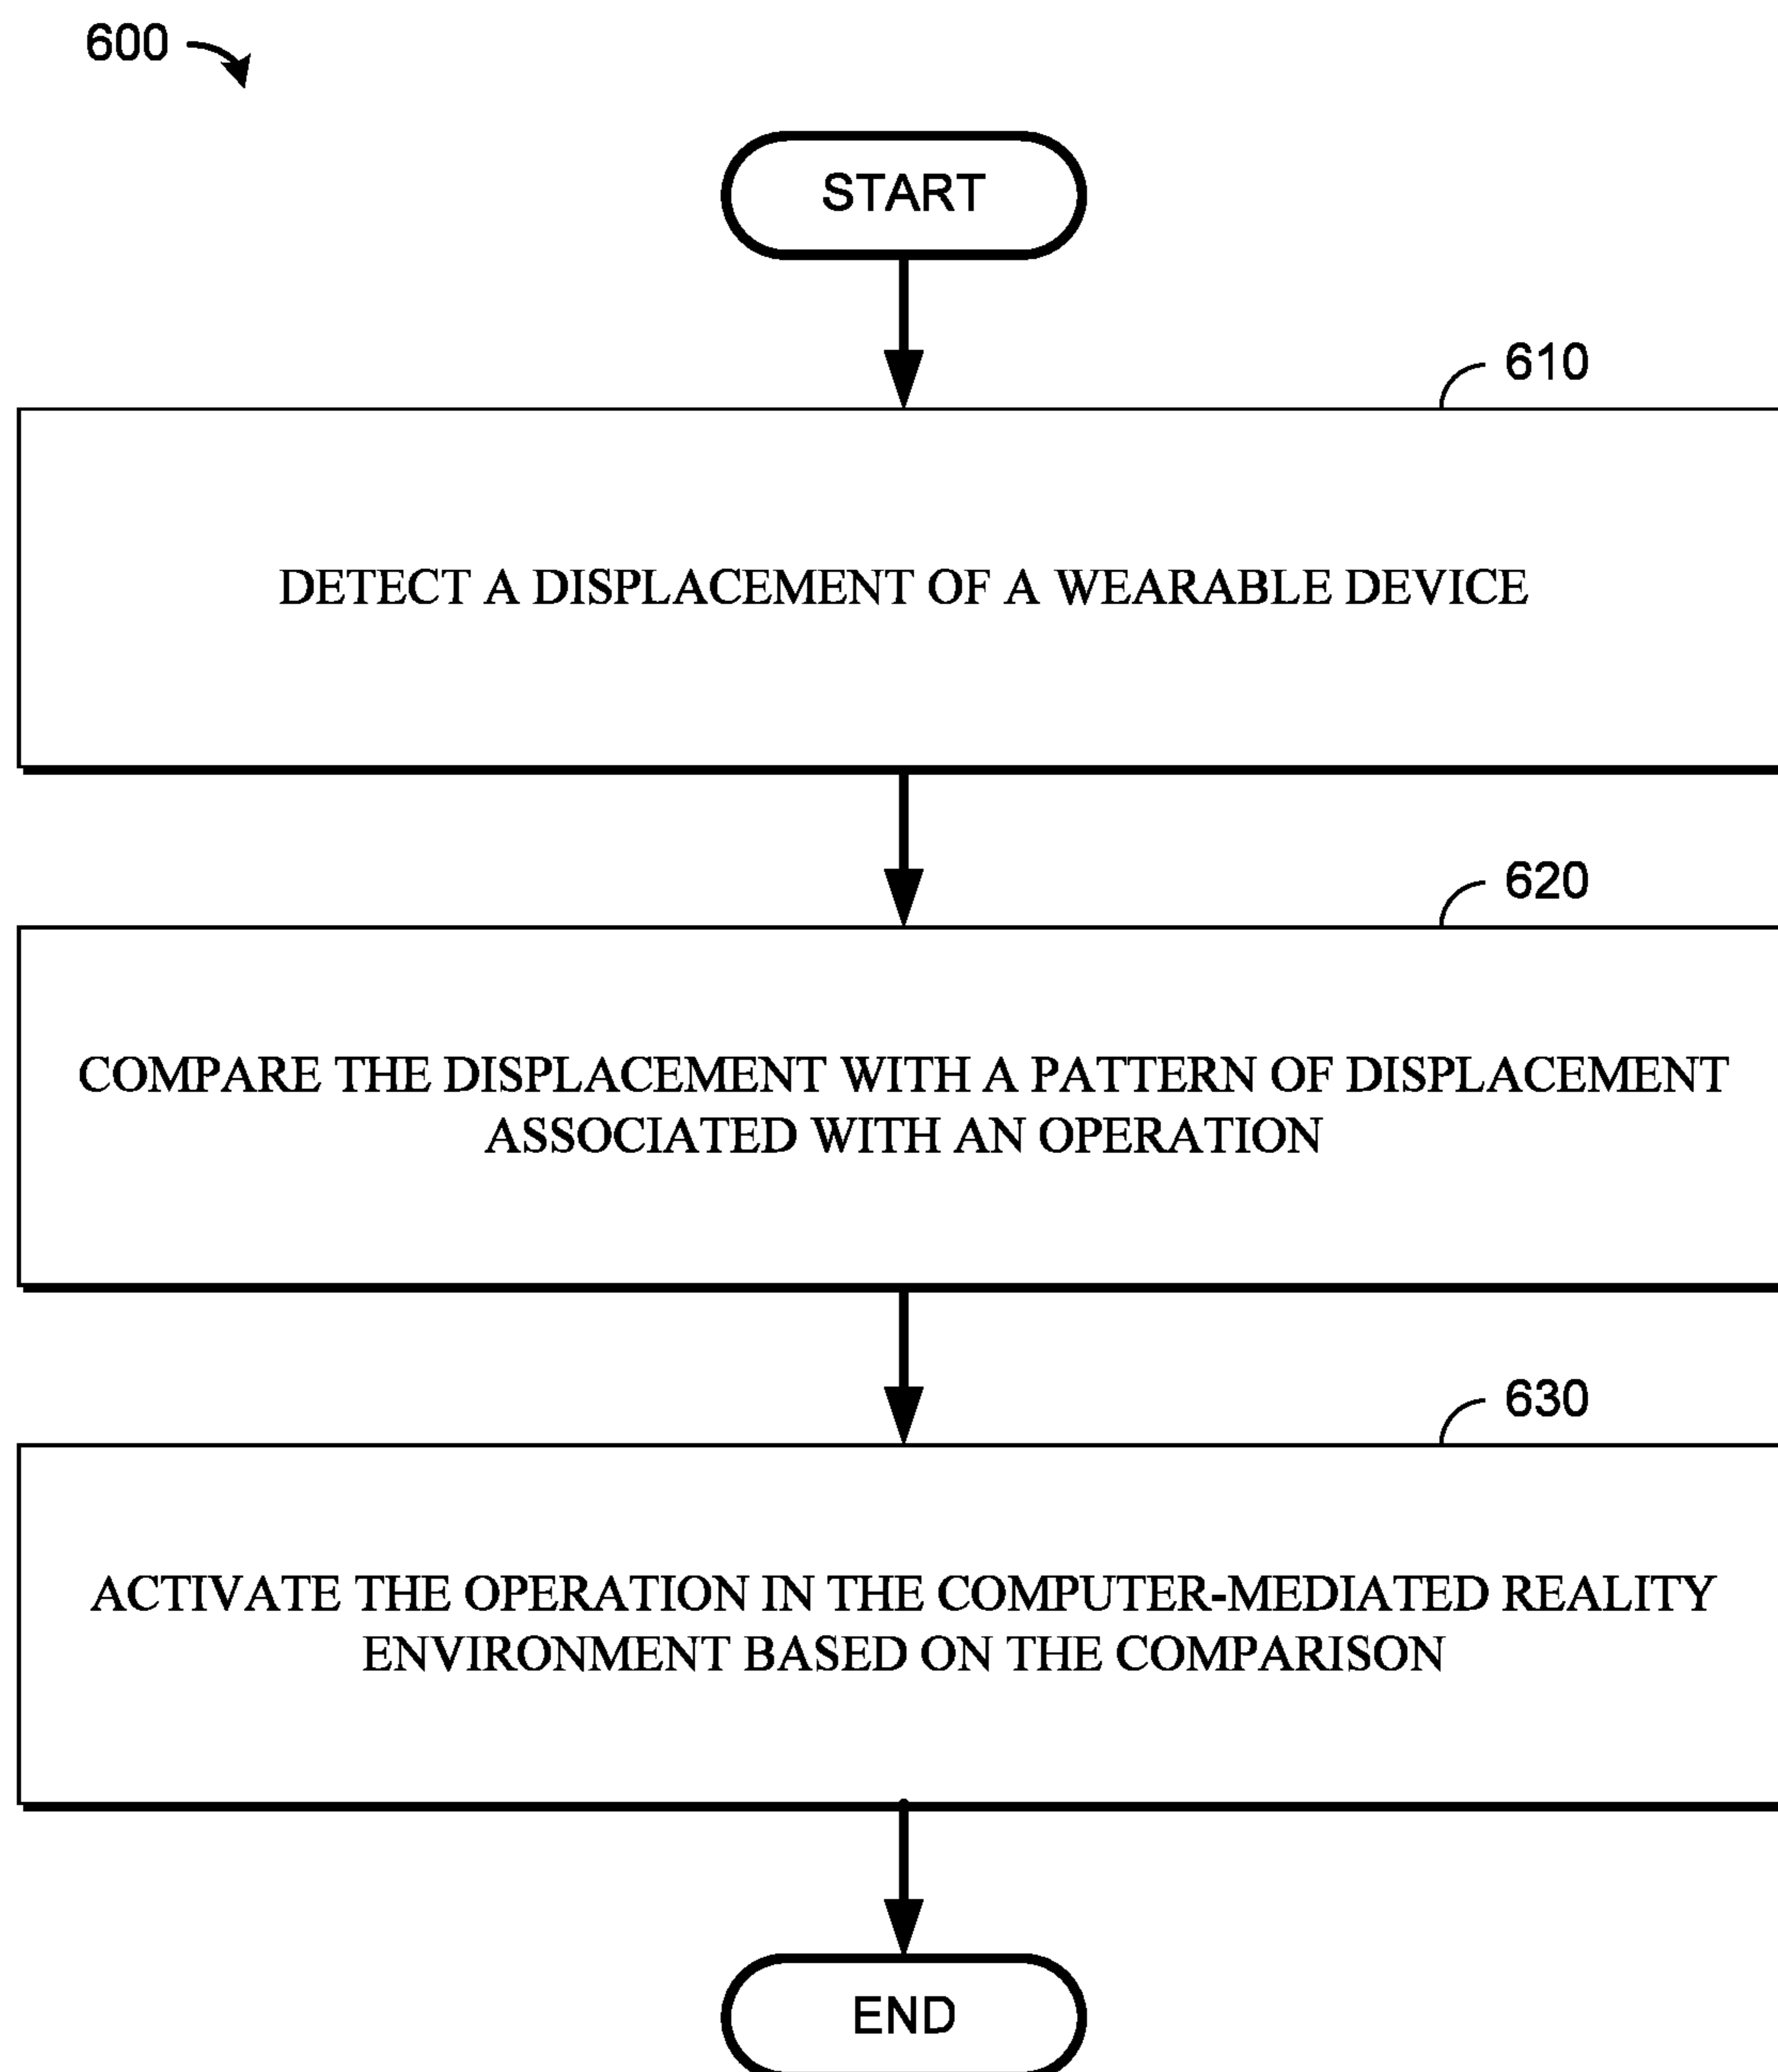 600
START
610
DETECT A DISPLACEMENT OF A WEARABLE DEVICE
620
COMPARE THE DISPLACEMENT WITH A PATTERN OF DISPLACEMENT
ASSOCIATED WITH AN OPERATION
630
ACTIVATE THE OPERATION IN THE COMPUTER-MEDIATED REALITY
ENVIRONMENT BASED ON THE COMPARISON
END